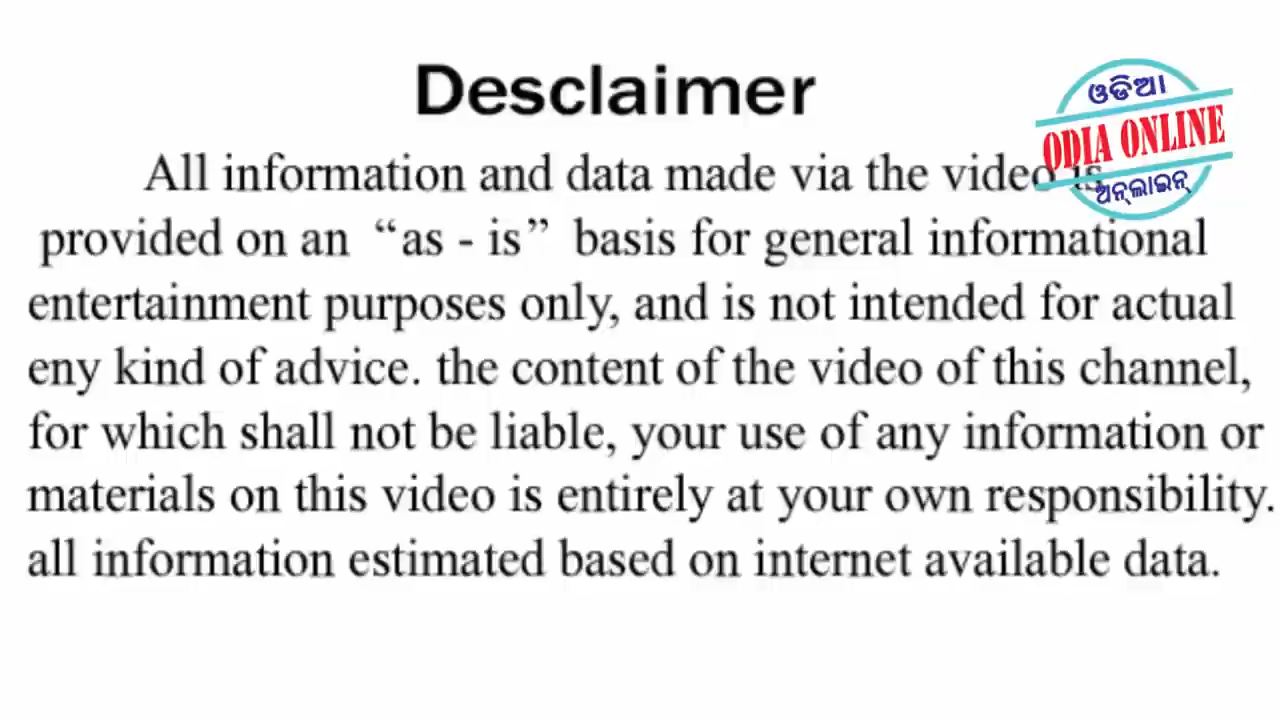 Desclaimer
ଓଡିଆ
ODIA ONLINE
ଅନ୍‌ଲାଇନ୍
All information and data made via the video is
provided on an “as - is” basis for general informational
entertainment purposes only, and is not intended for actual
eny kind of advice. the content of the video of this channel,
for which shall not be liable, your use of any information or
materials on this video is entirely at your own responsibility.
all information estimated based on internet available data.